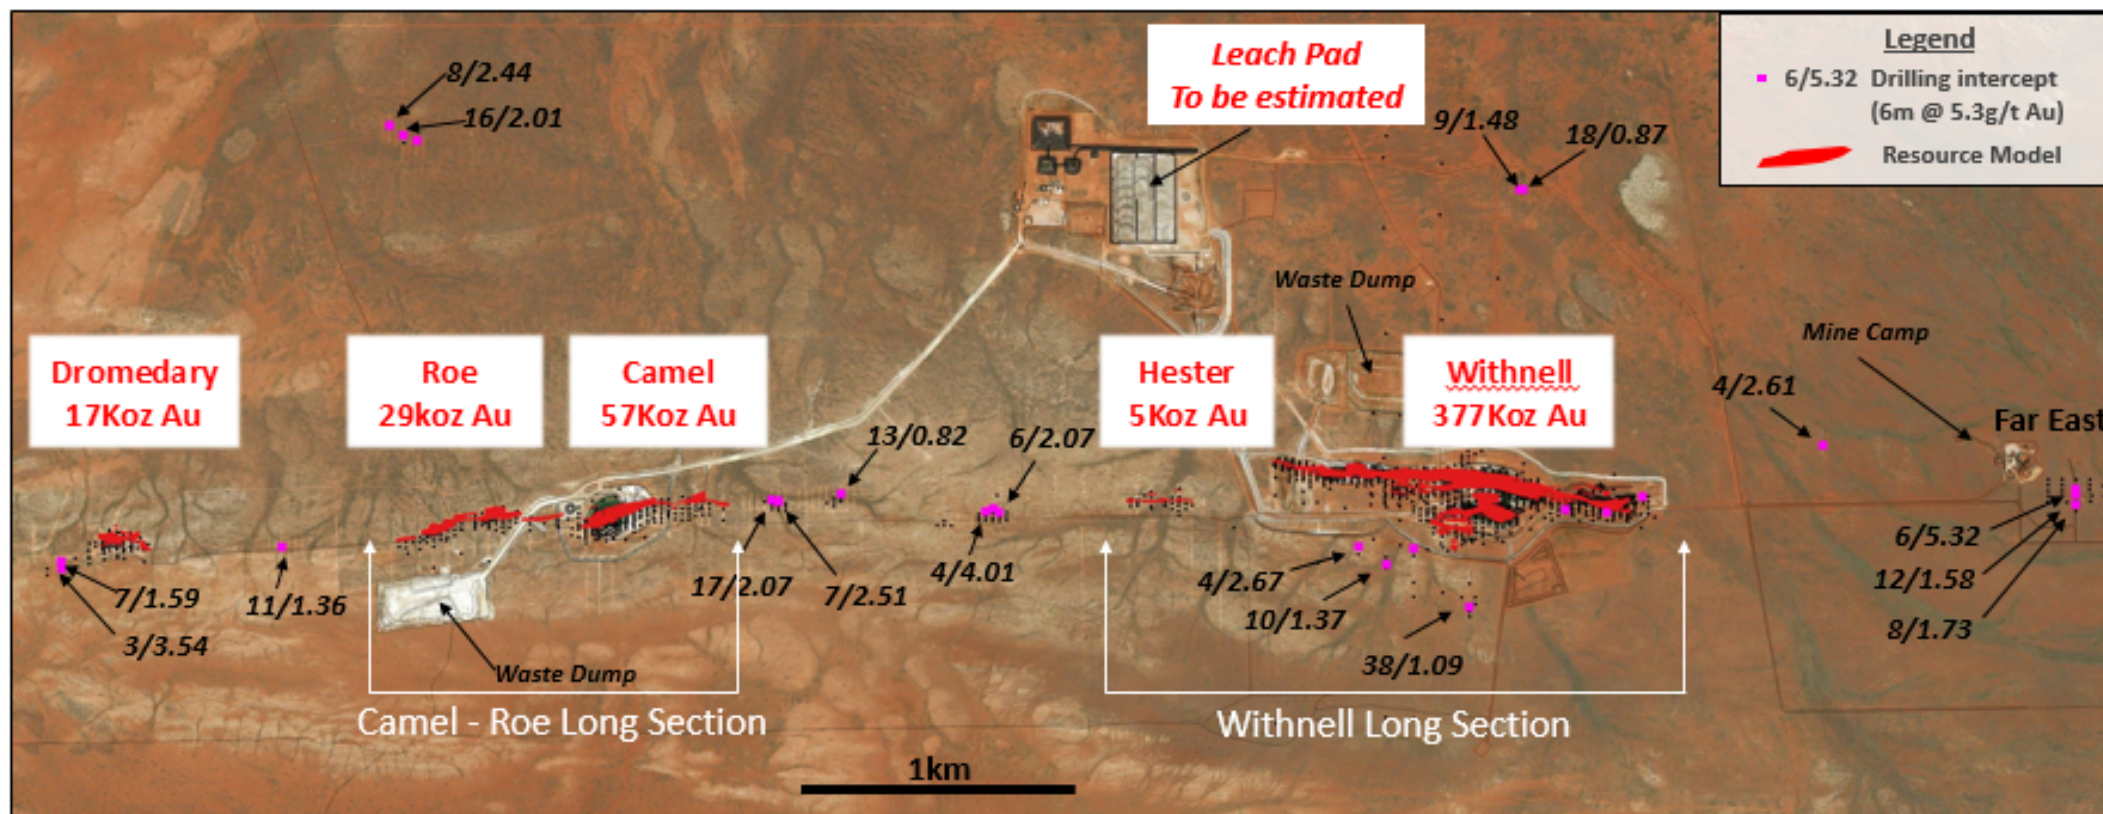 8/2.44
16/2.01
Leach Pad
To be estimated
9/1.48
18/0.87
Legend
6/5.32 Drilling intercept
(6m @ 5.3g/t Au)
Resource Model
Waste Dump
Mine Camp
Dromedary
17Koz Au
Roe
29koz Au
Camel
57Koz Au
Hester
5Koz Au
Withnell
377Koz Au
4/2.61
Far East
13/0.82
6/2.07
7/1.59
3/3.54
11/1.36
17/2.07
7/2.51
4/4.01
4/2.67
10/1.37
38/1.09
6/5.32
12/1.58
8/1.73
Waste Dump
Camel - Roe Long Section
Withnell Long Section
1km